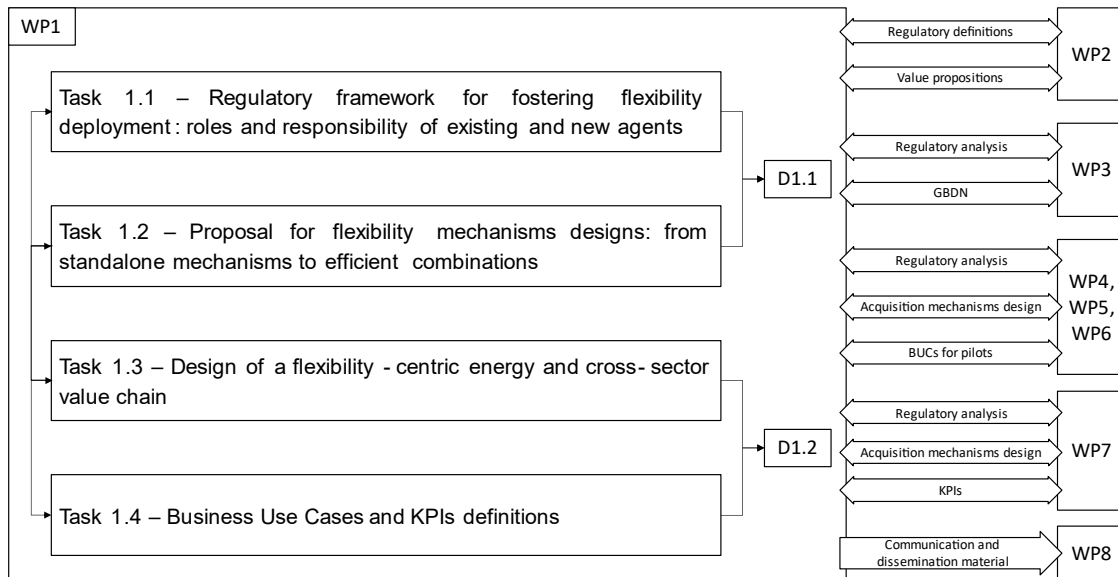 WP1
Task 1.1 – Regulatory framework for fostering flexibility
deployment : roles and responsibility of existing and new agents
Task 1.2 – Proposal for flexibility mechanisms designs: from
standalone mechanisms to efficient combinations
Task 1.3 – Design of a flexibility - centric energy and cross- sector
value chain
Task 1.4 – Business Use Cases and KPIs definitions
D1.1
D1.2
Regulatory definitions
Value propositions
WP2
Regulatory analysis
GBDN
WP3
Regulatory analysis
Acquisition mechanisms design
BUCs for pilots
WP4,
WP5,
WP6
Regulatory analysis
Acquisition mechanisms design
KPIs
WP7
Communication and
dissemination material
WP8